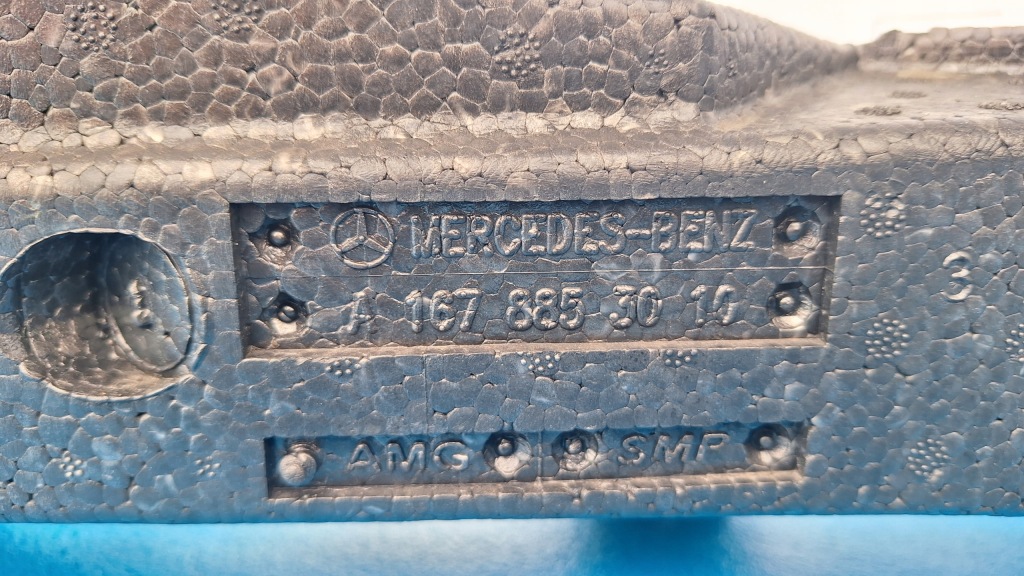 MERCEDES-BENZ
A 167 885 30 10
3
AMG SMP